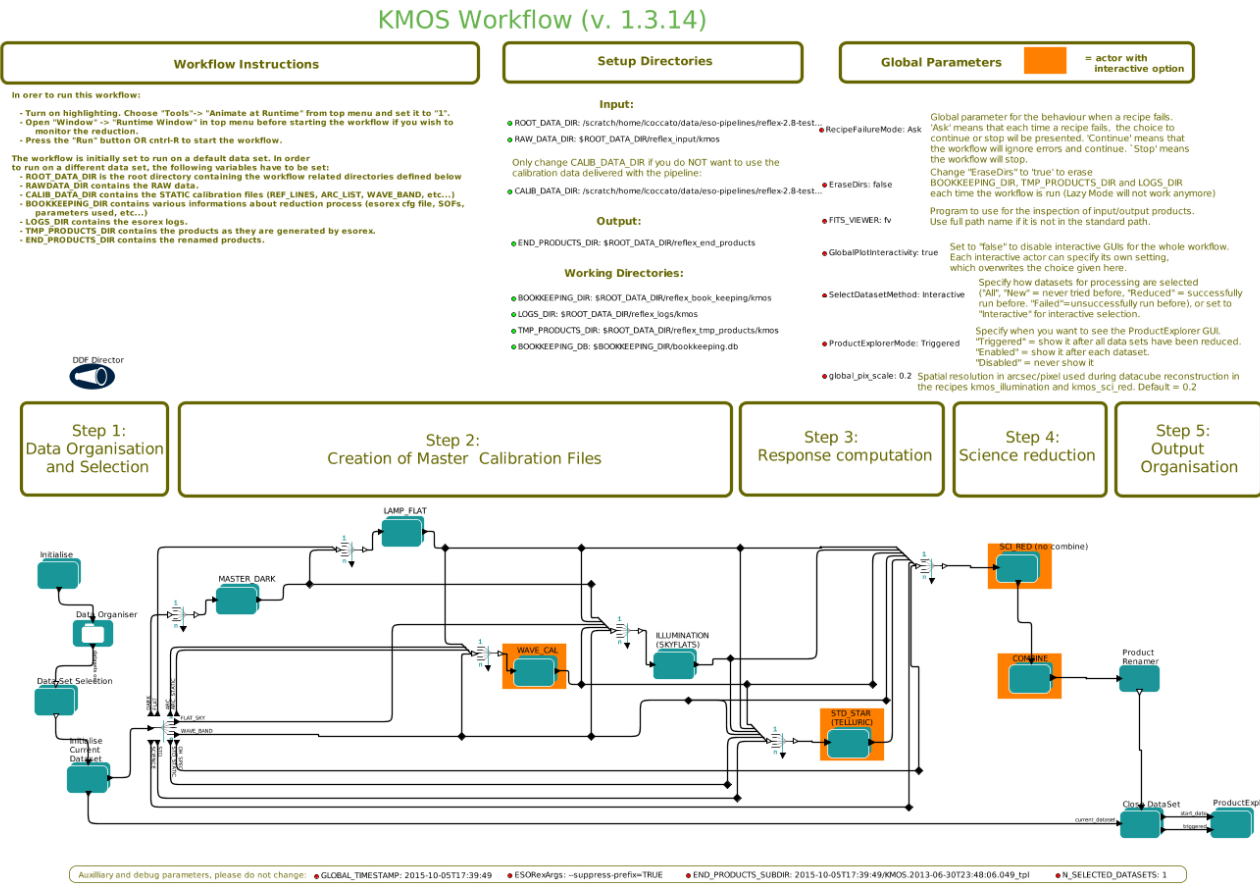 KMOS Workflow (v. 1.3.14)
Workflow Instructions
In orer to run this workflow:
- Turn on highlighting. Choose "Tools"-> "Animate at Runtime" from top menu and set it to "1".
- Open "Window" -> "Runtime Window" in top menu before starting the workflow if you wish to
monitor the reduction.
- Press the "Run" button OR cntrl-R to start the workflow.
The workflow is initially set to run on a default data set. In order
to run on a different data set, the following variables have to be set:
- ROOT_DATA_DIR is the root directory containing the workflow related directories defined below
- RAWDATA_DIR contains the RAW data.
- CALIB_DATA_DIR contains the STATIC calibration files (REF_LINES, ARC_LIST, WAVE_BAND, etc...)
- BOOKKEEPING_DIR contains various informations about reduction process (esorex cfg file, SOFs,
parameters used, etc...)
- LOGS_DIR contains the esorex logs.
- TMP_PRODUCTS_DIR contains the products as they are generated by esorex.
- END_PRODUCTS_DIR contains the renamed products.
DDF Director
Setup Directories
Input:
ROOT_DATA_DIR: /scratch/home/lcoccato/data/eso-pipelines/reflex-2.8-test...
RAW_DATA_DIR: $ROOT_DATA_DIR/reflex_input/kmos
Only change CALIB_DATA_DIR if you do NOT want to use the
calibration data delivered with the pipeline:
CALIB_DATA_DIR: /scratch/home/lcoccato/data/eso-pipelines/reflex-2.8-test...
Output:
END_PRODUCTS_DIR: $ROOT_DATA_DIR/reflex_end_products
Working Directories:
BOOKKEEPING_DIR: $ROOT_DATA_DIR/reflex_book_keeping/kmos
LOGS_DIR: $ROOT_DATA_DIR/reflex_logs/kmos
TMP_PRODUCTS_DIR: $ROOT_DATA_DIR/reflex_tmp_products/kmos
BOOKKEEPING_DB: $BOOKKEEPING_DIR/bookkeeping.db
Global Parameters
= actor with
interactive option
RecipeFailureMode: Ask
Global parameter for the behaviour when a recipe fails.
'Ask' means that each time a recipe fails, the choice to
continue or stop wil be presented. 'Continue' means that
the workflow will ignore errors and continue. `Stop' means
the workflow will stop.
EraseDirs: false
Change "EraseDirs" to 'true' to erase
BOOKKEEPING_DIR, TMP_PRODUCTS_DIR and LOGS_DIR
each time the workflow is run (Lazy Mode will not work anymore)
FITS_VIEWER: fv
Program to use for the inspection of input/output products.
Use full path name if it is not in the standard path.
GlobalPlotInteractivity: true
Set to "false" to disable interactive GUIs for the whole workflow.
Each interactive actor can specify its own setting,
which overwrites the choice given here.
SelectDatasetMethod: Interactive
Specify how datasets for processing are selected
("All", "New" = never tried before, "Reduced" = successfully
run before. "Failed"=unsuccessfully run before), or set to
"Interactive" for interactive selection.
ProductExplorerMode: Triggered
Specify when you want to see the ProductExplorer GUI.
"Triggered" = show it after all data sets have been reduced.
"Enabled" = show it after each dataset.
"Disabled" = never show it
global_pix_scale: 0.2
Spatial resolution in arcsec/pixel used during datacube reconstruction in
the recipes kmos_illumination and kmos_sci_red. Default = 0.2
Step 1:
Data Organisation
and Selection
Step 2:
Creation of Master Calibration Files
Step 3:
Response computation
Step 4:
Science reduction
Step 5:
Output
Organisation
Initialise
Data Organiser
Data Set Selection
Initialise
Current
Dataset
MASTER_DARK
LAMP_FLAT
WAVE_CAL
ILLUMINATION
(SKYFLATS)
STD_STAR
(TELLURIC)
SCI_RED (no combine)
COMBINE
Product
Renamer
DARK
FLAT
ARC
ARC_STATIC
FLAT_SKY
WAVE_BAND
SCIENCE
STD
STD_STATIC
1
n
1
n
1
n
1
n
1
n
1
n
current_dataset
Close DataSet
start_data
triggered
ProductExpl
Auxilliary and debug parameters, please do not change:
GLOBAL_TIMESTAMP: 2015-10-05T17:39:49
ESORexArgs: --suppress-prefix=TRUE
END_PRODUCTS_SUBDIR: 2015-10-05T17:39:49/KMOS.2013-06-30T23:48:06.049_tpl
N_SELECTED_DATASETS: 1